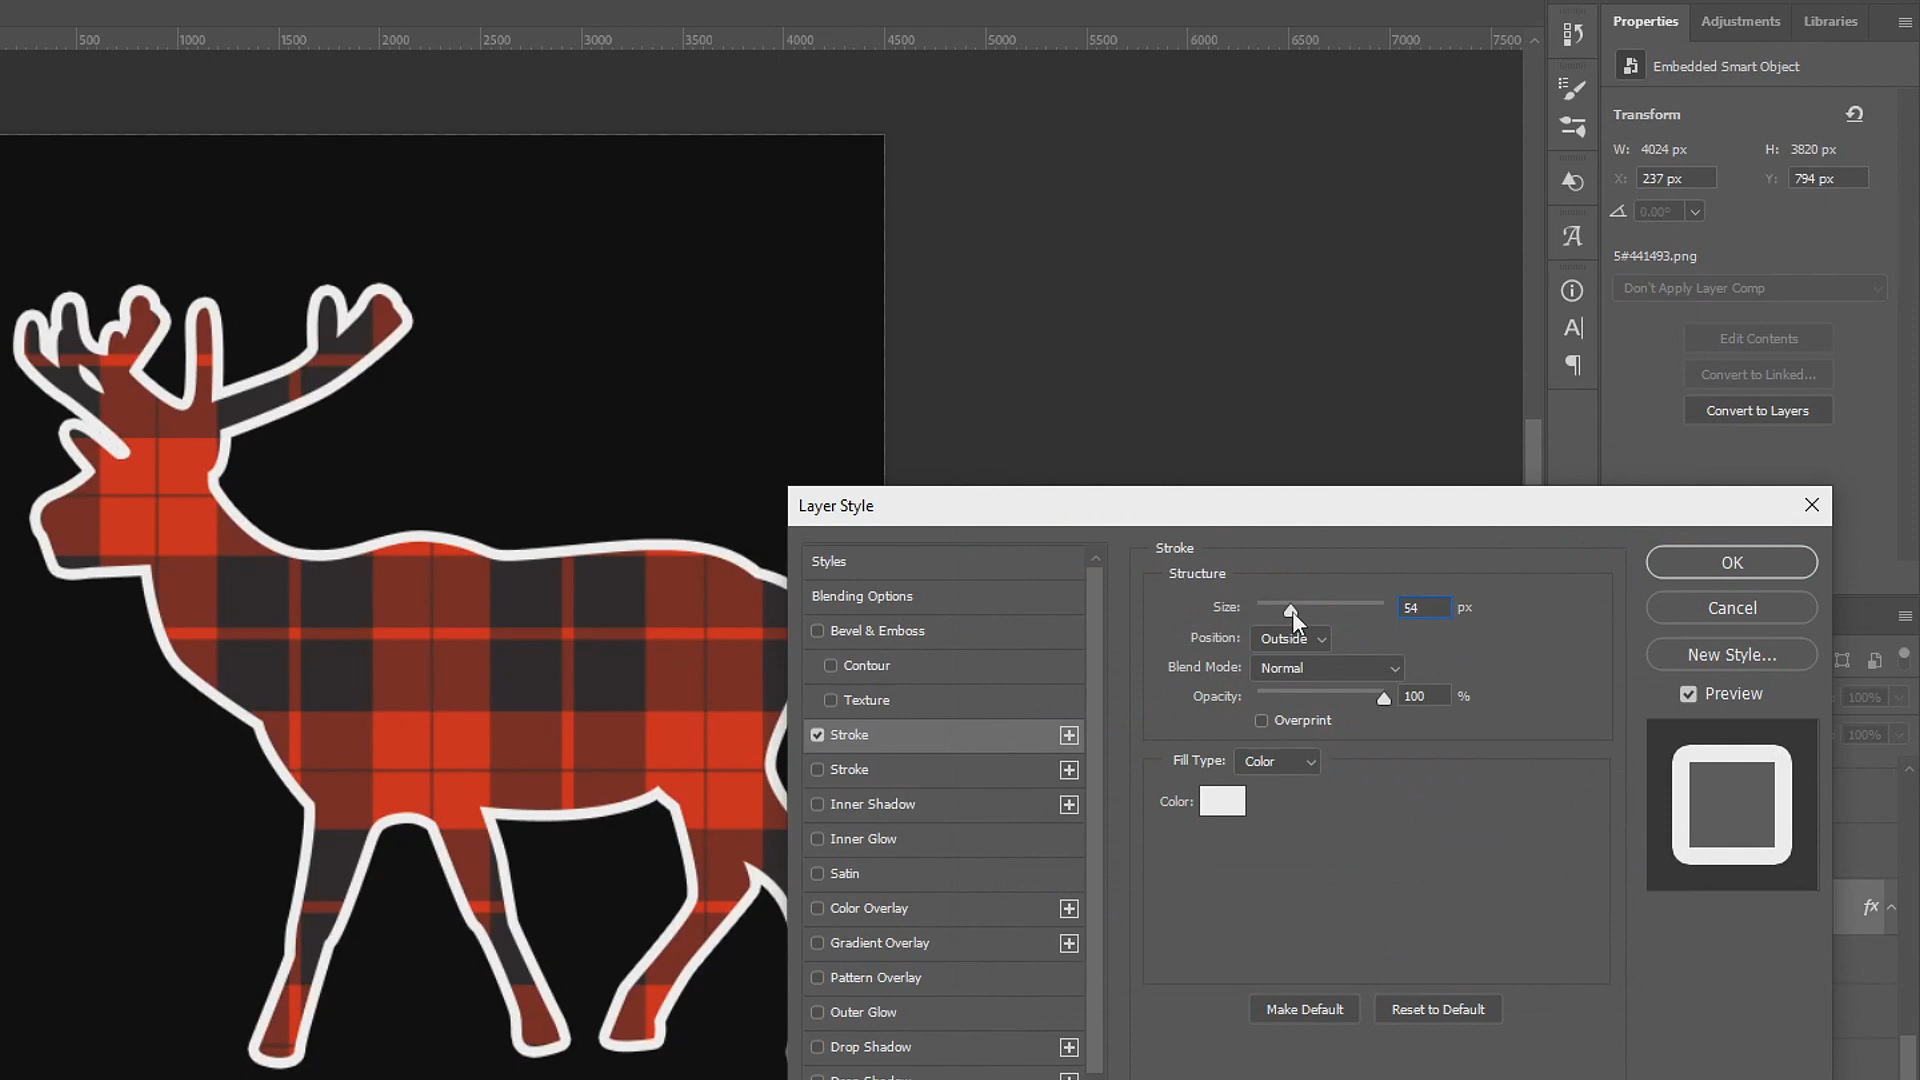 500 1000 1500 2000 2500 3000 3500 4000 4500 5000 5500 6000 6500 7000 7500
Properties Adjustments Libraries
Embedded Smart Object
Transform
W: 4024 px H: 3820 px
X: 237 px Y: 794 px
0.00°
5#441493.png
Don't Apply Layer Comp
Edit Contents
Convert to Linked...
Convert to Layers
Layer Style
Styles
Blending Options
Bevel & Emboss
Contour
Texture
Stroke
Stroke
Inner Shadow
Inner Glow
Satin
Color Overlay
Gradient Overlay
Pattern Overlay
Outer Glow
Drop Shadow
Stroke
Structure
Size: 54 px
Position: Outside
Blend Mode: Normal
Opacity: 100 %
Overprint
Fill Type: Color
Color:
Make Default Reset to Default
OK
Cancel
New Style...
Preview
100%
100%
fx